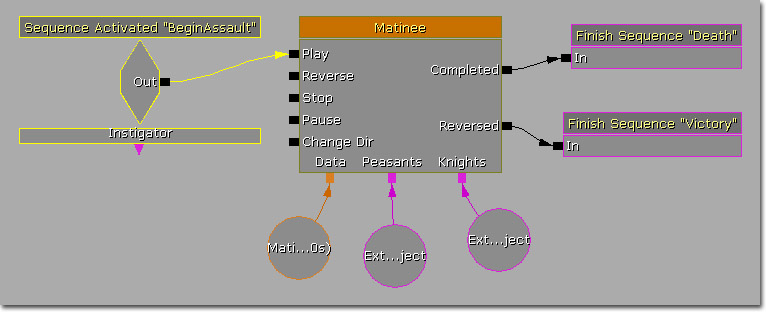 Sequence Activated "BeginAssault"
Out
Instigator
Matinee
Play
Reverse
Stop
Pause
Change Dir
Completed
Reversed
Data Peasants Knights
Finish Sequence "Death"
In
Finish Sequence "Victory"
In
Mati...0s)
Ext...ject
Ext...ject